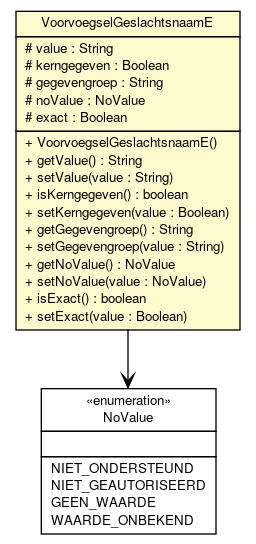 VoorvoegselGeslachtsnaamE
# value : String
# kerngegeven : Boolean
# gegevengroep : String
# noValue : NoValue
# exact : Boolean
+ VoorvoegselGeslachtsnaamE()
+ getValue() : String
+ setValue(value : String)
+ isKerngegeven() : boolean
+ setKerngegeven(value : Boolean)
+ getGegevengroep() : String
+ setGegevengroep(value : String)
+ getNoValue() : NoValue
+ setNoValue(value : NoValue)
+ isExact() : boolean
+ setExact(value : Boolean)
«enumeration»
NoValue
NIET_ONDERSTEUND
NIET_GEAUTORISEERD
GEEN_WAARDE
WAARDE_ONBEKEND